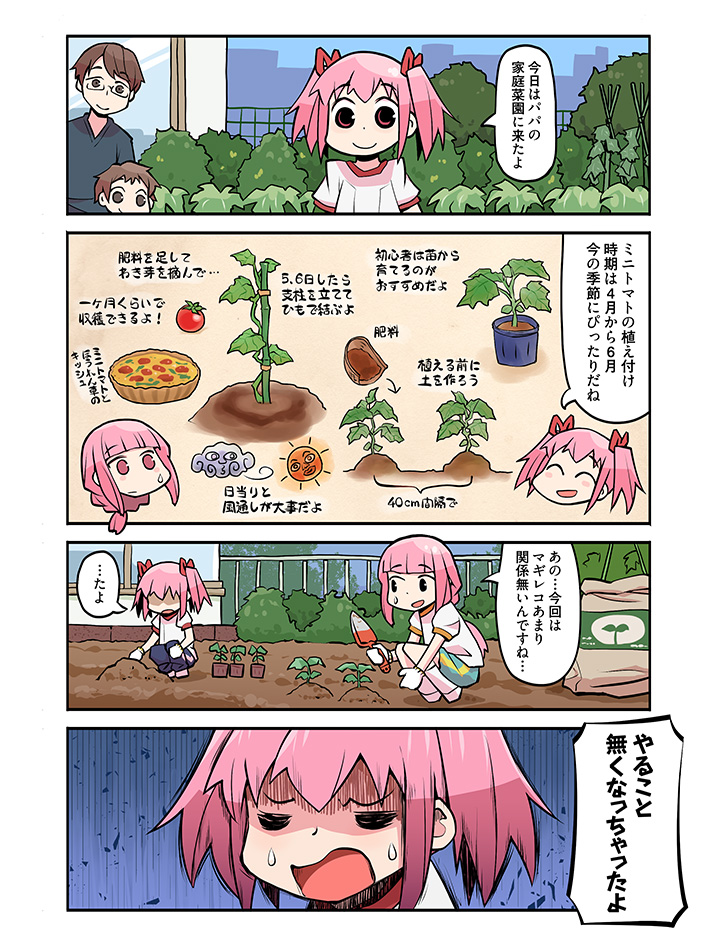 今日はパパの
家庭菜園に来たよ
ミニトマトの植え付け
時期は4月から6月
今の季節にぴったりだね
初心者は苗から
育てるのが
おすすめだよ
肥料
植える前に
土を作ろう
40cm間隔で
5、6日したら
支柱を立てて
ひもで結ぶよ
日当りと
風通しが大事だよ
肥料を足して
わき芽を摘んで…
一ヶ月くらいで
収穫できるよ！
ミニトマトと
ほうれん草の
キッシュ
あの…今回は
マギレコあまり
関係無いんですね…
…たよ
やること
無くなっちゃったよ